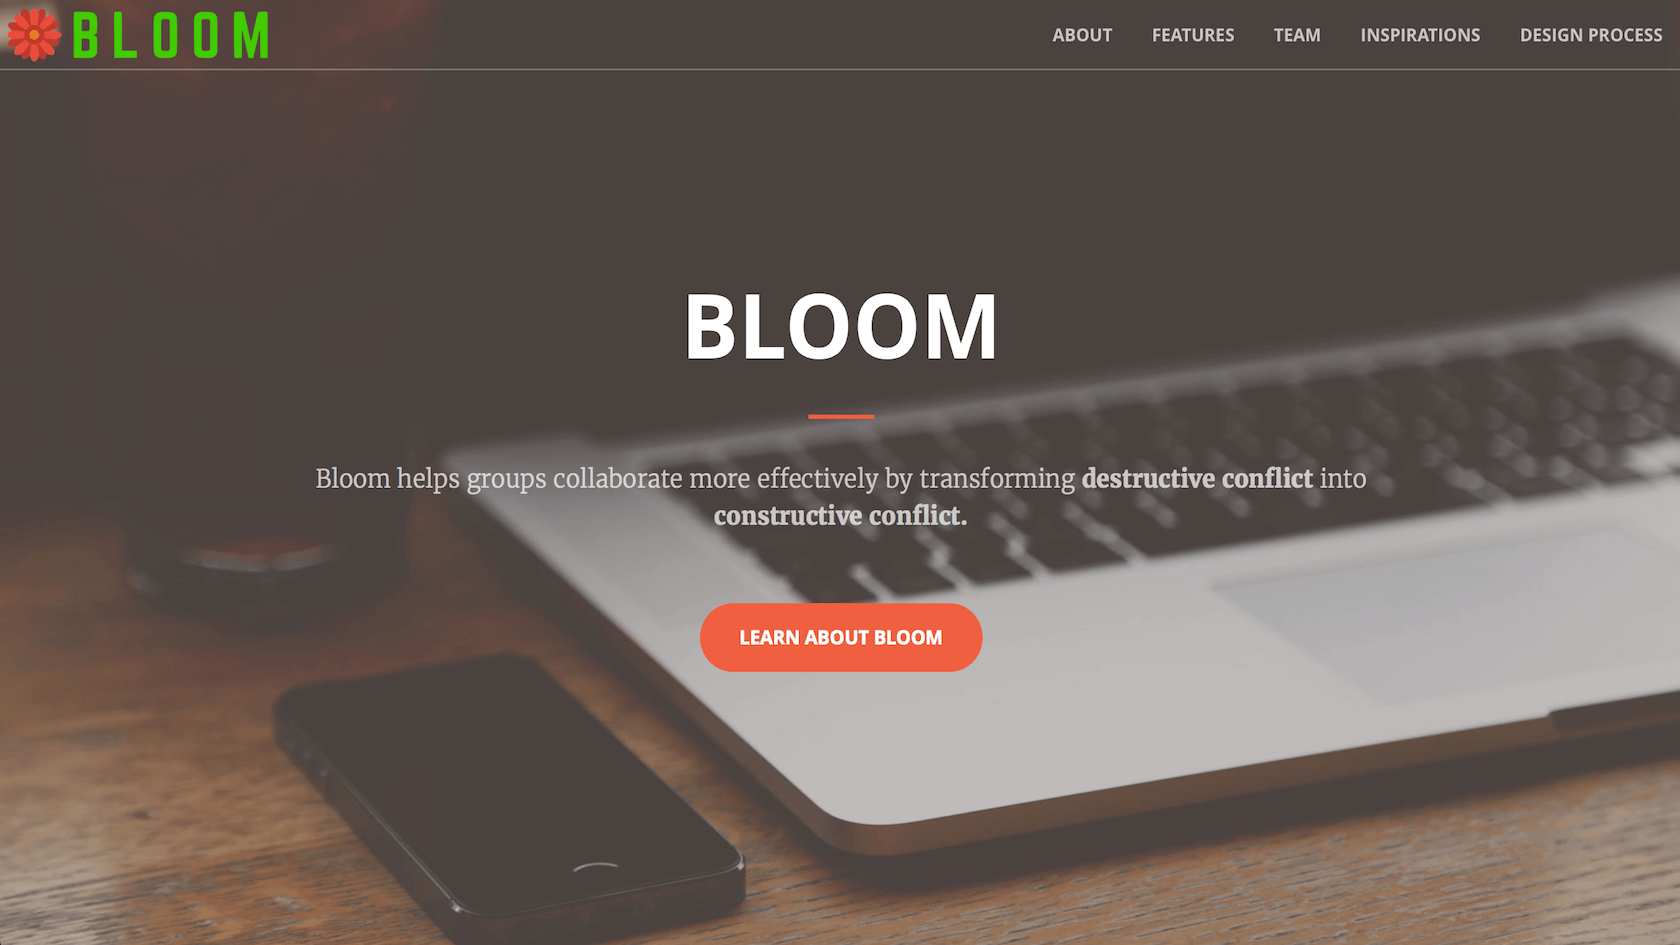 BLOOM
ABOUT FEATURES TEAM INSPIRATIONS DESIGN PROCESS
BLOOM
Bloom helps groups collaborate more effectively by transforming destructive conflict into
constructive conflict.
LEARN ABOUT BLOOM